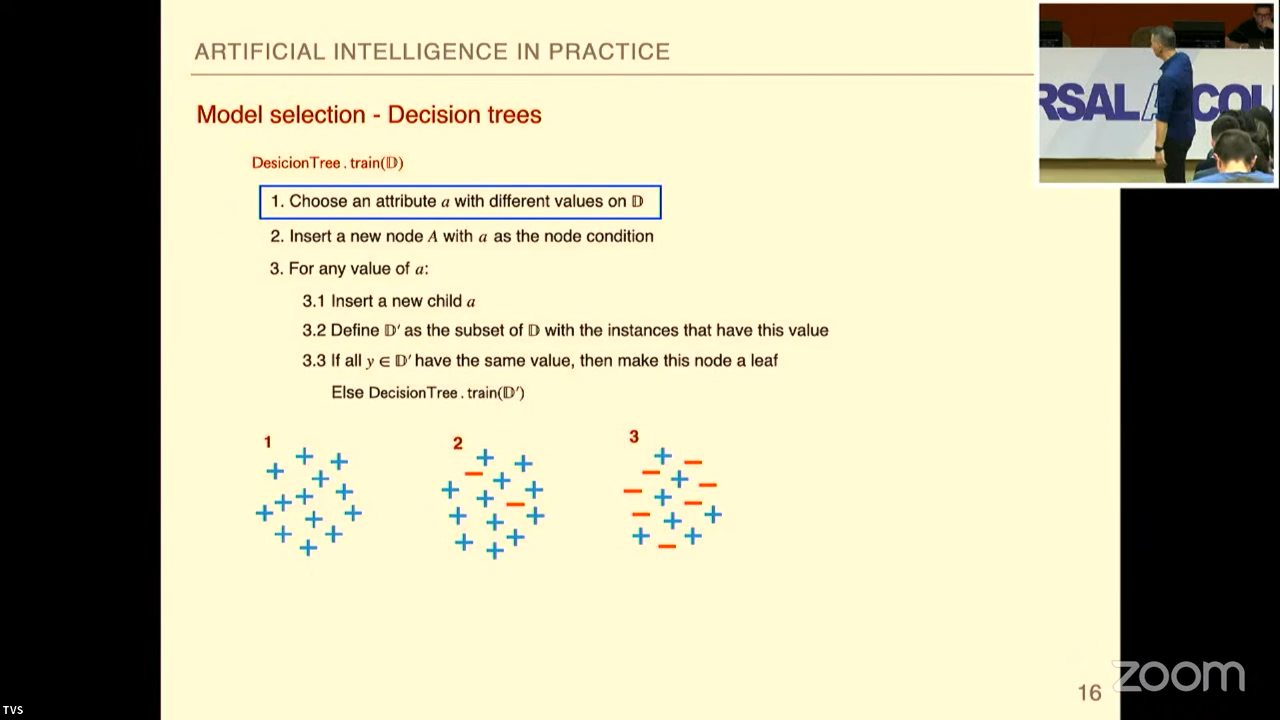 ARTIFICIAL INTELLIGENCE IN PRACTICE
RSAL A COU
Model selection - Decision trees
DesicionTree . train(𝔻)
1. Choose an attribute a with different values on 𝔻
2. Insert a new node A with a as the node condition
3. For any value of a:
3.1 Insert a new child a
3.2 Define 𝔻′ as the subset of 𝔻 with the instances that have this value
3.3 If all y ∈ 𝔻′ have the same value, then make this node a leaf
Else DecisionTree . train(𝔻′)
1
2
3
16
zoom
TVS